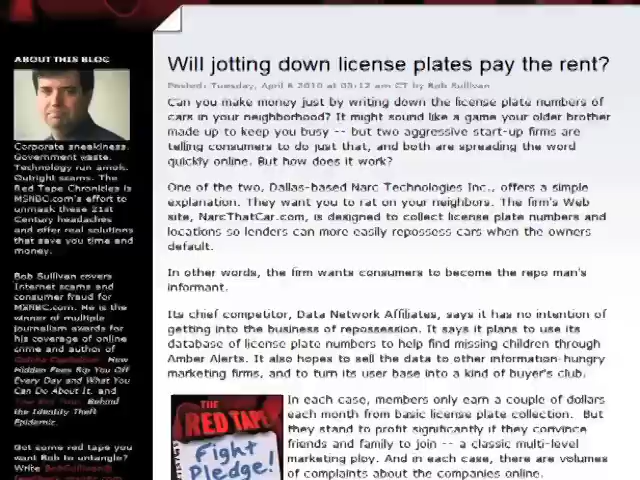 ABOUT THIS BLOG
Corporate sneakiness.
Government waste.
Technology run amok.
Outright scams. The
Red Tape Chronicles is
MSNBC.com's effort to
unmask these 21st
Century headaches
and offer real solutions
that save you time and
money.
Bob Sullivan covers
Internet scams and
consumer fraud for
MSNBC.com. He is the
winner of multiple
journalism awards for
his coverage of online
crime and author of
Gotcha Capitalism: How
Hidden Fees Rip You Off
Every Day and What You
Can Do About It, and
Behind
the Identity Theft
Epidemic.
Got some red tape you
want Bob to untangle?
Write
Will jotting down license plates pay the rent?
Posted: Tuesday, April 6 2010 at 05:12 am CT by Bob Sullivan
Can you make money just by writing down the license plate numbers of
cars in your neighborhood? It might sound like a game your older brother
made up to keep you busy -- but two aggressive start-up firms are
telling consumers to do just that, and both are spreading the word
quickly online. But how does it work?
One of the two, Dallas-based Narc Technologies Inc., offers a simple
explanation. They want you to rat on your neighbors. The firm's Web
site, NarcThatCar.com, is designed to collect license plate numbers and
locations so lenders can more easily repossess cars when the owners
default.
In other words, the firm wants consumers to become the repo man's
informant.
Its chief competitor, Data Network Affiliates, says it has no intention of
getting into the business of repossession. It says it plans to use its
database of license plate numbers to help find missing children through
Amber Alerts. It also hopes to sell the data to other information-hungry
marketing firms, and to turn its user base into a kind of buyer's club.
THE
RED TAPE
Fight
Pledge!
In each case, members only earn a couple of dollars
each month from basic license plate collection. But
they stand to profit significantly if they convince
friends and family to join -- a classic multi-level
marketing ploy. And in each case, there are volumes
of complaints about the companies online.